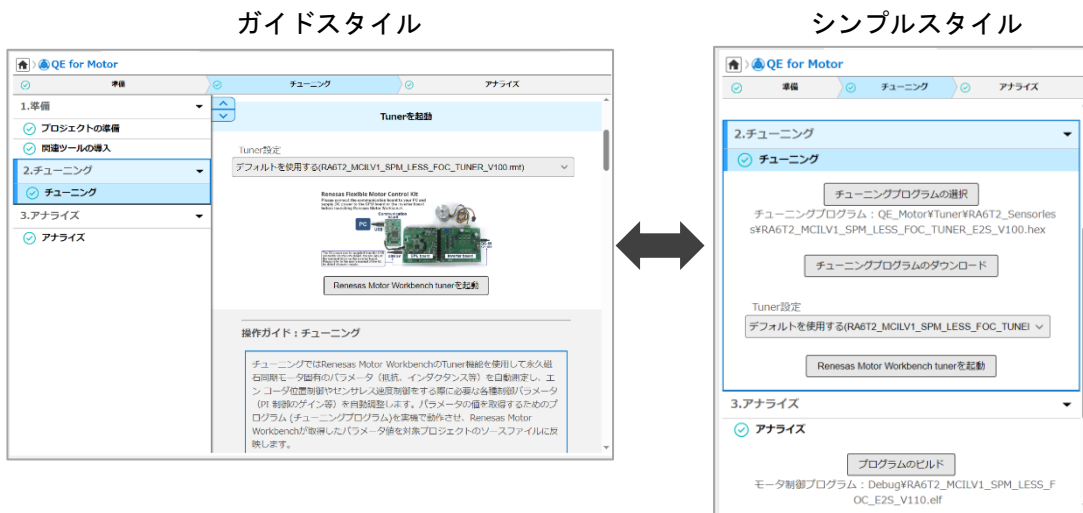 ガイドスタイル
QE for Motor
準備
チューニング
アナライズ
1.準備
プロジェクトの準備
関連ツールの導入
2.チューニング
チューニング
3.アナライズ
アナライズ
Tunerを起動
Tuner設定
デフォルトを使用する(RA6T2_MCILV1_SPM_LESS_FOC_TUNER_V100.rmt)
Renesas Flexible Motor Control Kit
PC
USB
CPU board
Inverter board
Renesas Motor Workbench tunerを起動
操作ガイド：チューニング
チューニングではRenesas Motor WorkbenchのTuner機能を使用して永久磁
石同期モータ固有のパラメータ（抵抗、インダクタンス等）を自動測定し、エ
ンコーダ位置制御やセンサレス速度制御をする際に必要な各種制御パラメータ
（PI 制御のゲイン等）を自動調整します。パラメータの値を取得するためのプ
ログラム (チューニングプログラム)を実機で動作させ、Renesas Motor
Workbenchが取得したパラメータ値を対象プロジェクトのソースファイルに反
映します。
シンプルスタイル
QE for Motor
準備
チューニング
アナライズ
2.チューニング
チューニング
チューニングプログラムの選択
チューニングプログラム：QE_Motor¥Tuner¥RA6T2_Sensorles
s¥RA6T2_MCILV1_SPM_LESS_FOC_TUNER_E2S_V100.hex
チューニングプログラムのダウンロード
Tuner設定
デフォルトを使用する(RA6T2_MCILV1_SPM_LESS_FOC_TUNEI
Renesas Motor Workbench tunerを起動
3.アナライズ
アナライズ
プログラムのビルド
モータ制御プログラム：Debug¥RA6T2_MCILV1_SPM_LESS_F
OC_E2S_V110.elf